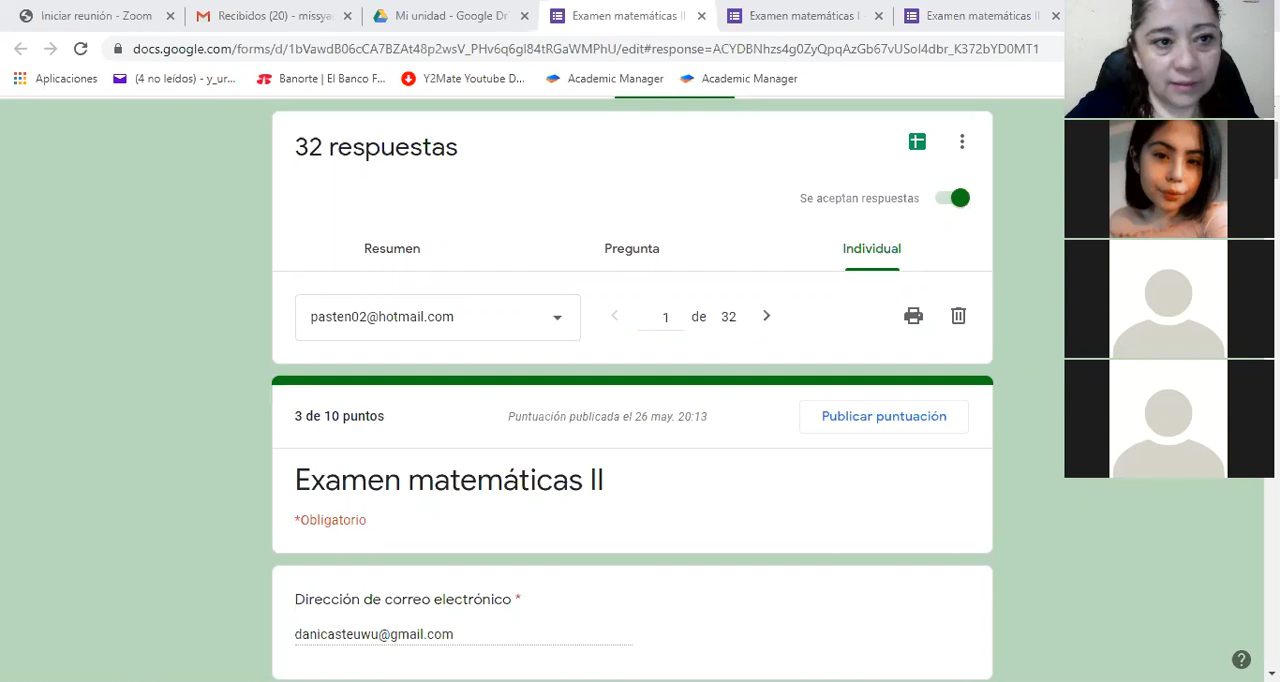 Iniciar reunión - Zoom
Recibidos (20) - missya
Mi unidad - Google Dr
Examen matemáticas II
Examen matemáticas I
Examen matemáticas II
docs.google.com/forms/d/1bVawdB06cCA7BZAt48p2wsV_PHv6q6gl84tRGaWMPhU/edit#response=ACYDBNhzs4g0ZyQpqAzGb67vUSol4dbr_K372bYD0MT1
Aplicaciones
(4 no leídos) - y_ur...
Banorte | El Banco F...
Y2Mate Youtube D...
Academic Manager
Academic Manager
32 respuestas
Se aceptan respuestas
Resumen
Pregunta
Individual
pasten02@hotmail.com
1 de 32
3 de 10 puntos
Puntuación publicada el 26 may. 20:13
Publicar puntuación
Examen matemáticas II
*Obligatorio
Dirección de correo electrónico *
danicasteuwu@gmail.com